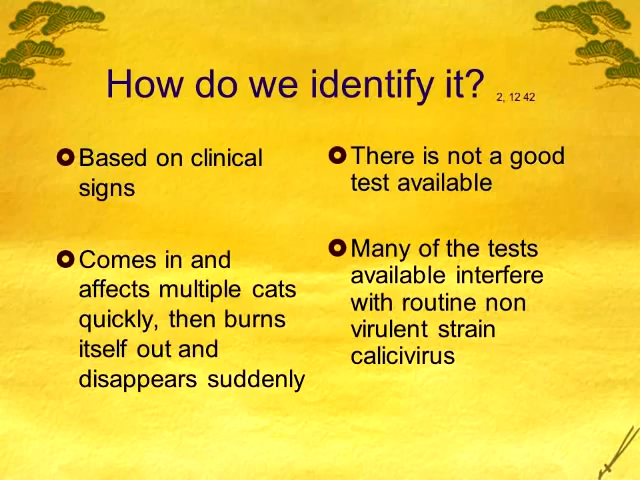 How do we identify it? 2, 12 42
Based on clinical
signs
Comes in and
affects multiple cats
quickly, then burns
itself out and
disappears suddenly
There is not a good
test available
Many of the tests
available interfere
with routine non
virulent strain
calicivirus